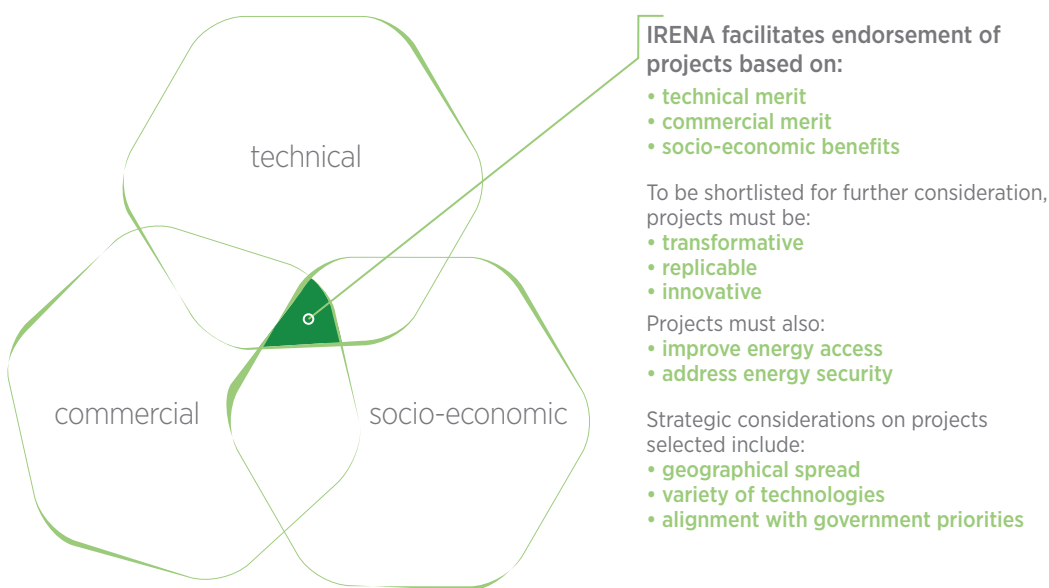 technical
commercial
socio-economic
IRENA facilitates endorsement of
projects based on:
• technical merit
• commercial merit
• socio-economic benefits
To be shortlisted for further consideration,
projects must be:
• transformative
• replicable
• innovative
Projects must also:
• improve energy access
• address energy security
Strategic considerations on projects
selected include:
• geographical spread
• variety of technologies
• alignment with government priorities